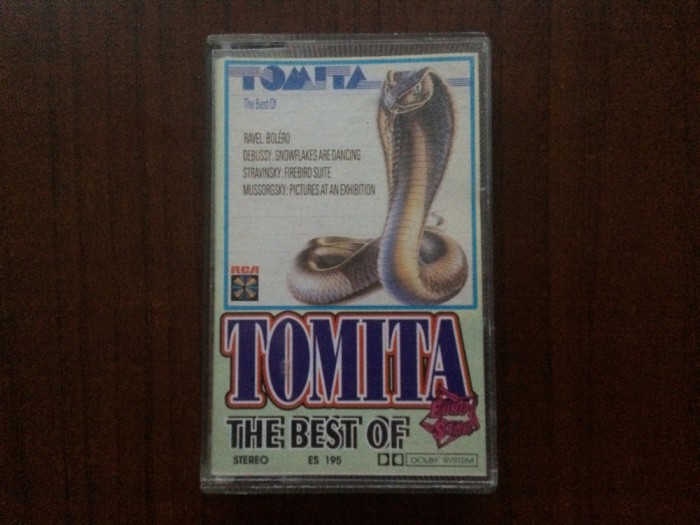 TOMITA
The Best Of
RAVEL: BOLERO
DEBUSSY: SNOWFLAKES ARE DANCING
STRAVINSKY: FIREBIRD SUITE
MUSSORGSKY: PICTURES AT AN EXHIBITION
RCA
TOMITA
THE BEST OF
STEREO ES 195 DOLBY SYSTEM